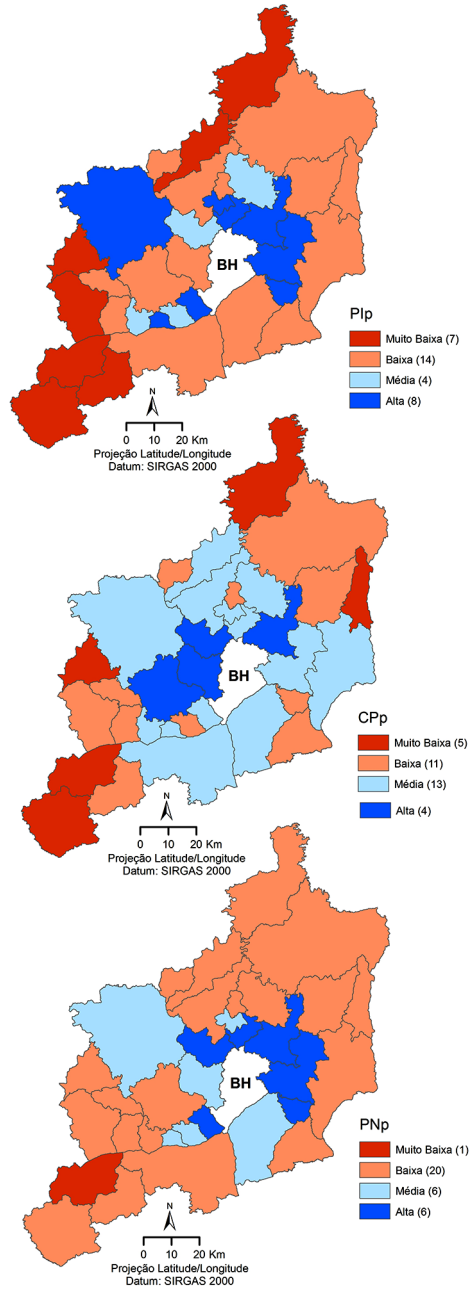 BH
PIp
Muito Baixa (7)
Baixa (14)
Média (4)
Alta (8)
N
0 10 20 Km
Projeção Latitude/Longitude
Datum: SIRGAS 2000
BH
CPp
Muito Baixa (5)
Baixa (11)
Média (13)
Alta (4)
N
0 10 20 Km
Projeção Latitude/Longitude
Datum: SIRGAS 2000
BH
PNp
Muito Baixa (1)
Baixa (20)
Média (6)
Alta (6)
N
0 10 20 Km
Projeção Latitude/Longitude
Datum: SIRGAS 2000